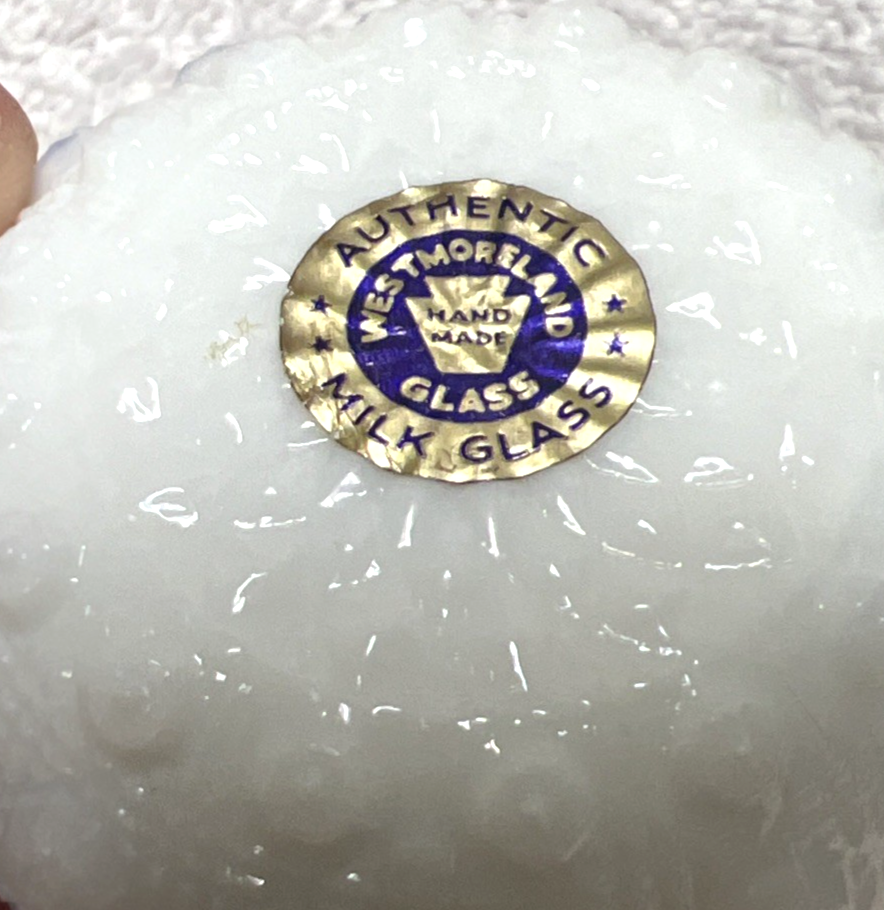 AUTHENTIC
WESTMORELAND
HAND
MADE
GLASS
MILK GLASS